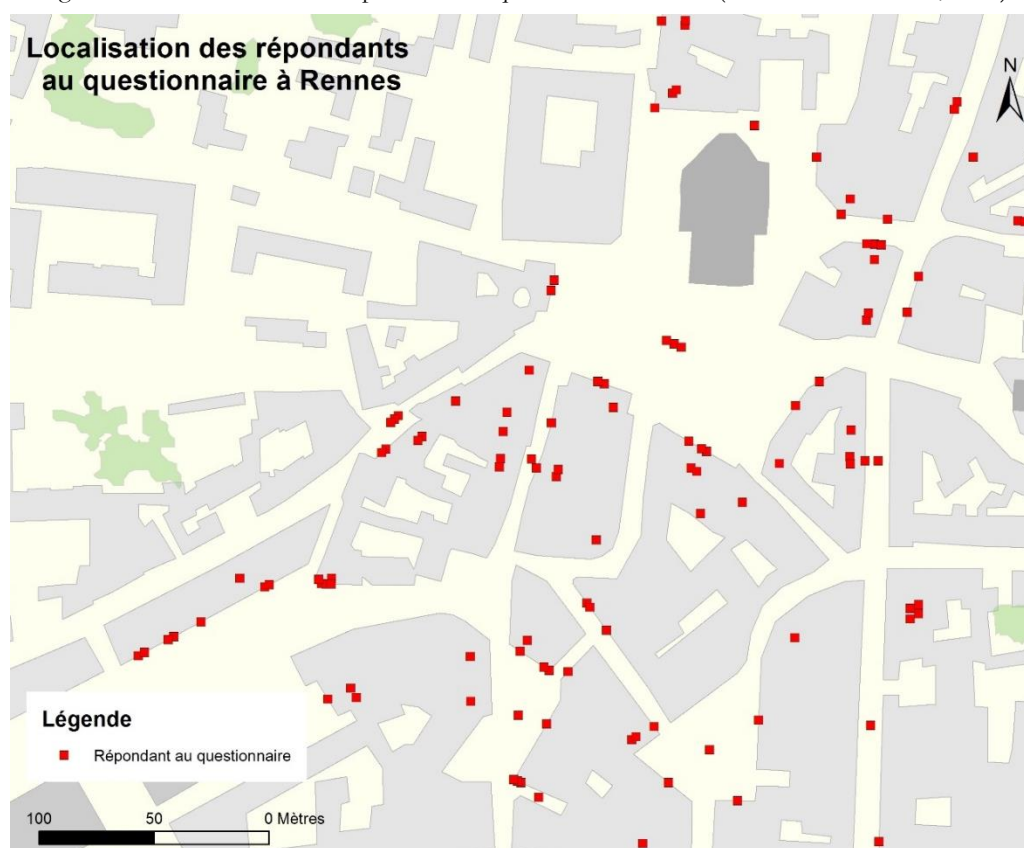 Localisation des répondants
au questionnaire à Rennes
N
Légende
Répondant au questionnaire
100 50 0 Mètres